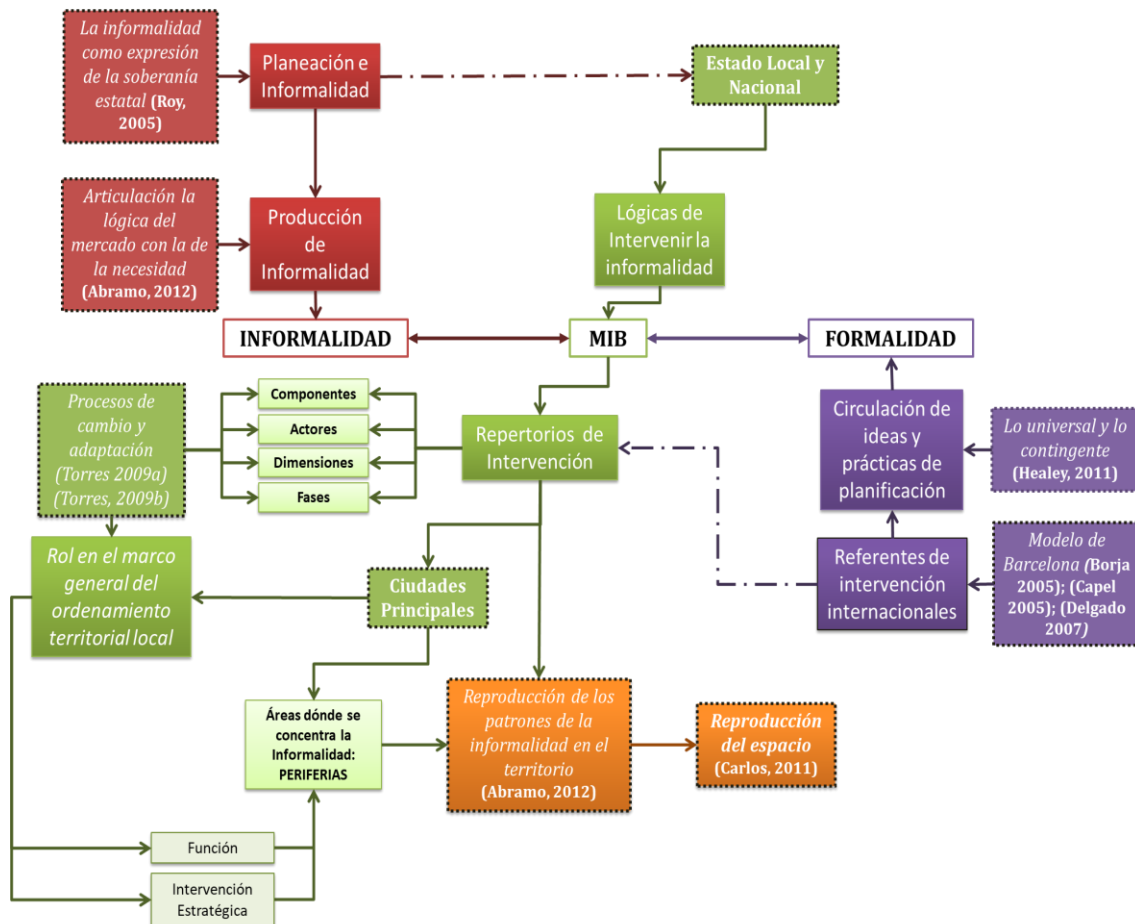 La informalidad
como expresión
de la soberanía
estatal (Roy,
2005)
Planeación e
Informalidad
Estado Local y
Nacional
Articulación la
lógica del
mercado con la de
la necesidad
(Abramo, 2012)
Producción
de
Informalidad
Lógicas de
Intervenir la
informalidad
INFORMALIDAD
MIB
FORMALIDAD
Procesos de
cambio y
adaptación
(Torres 2009a)
(Torres, 2009b)
Componentes
Actores
Dimensiones
Fases
Repertorios de
Intervención
Circulación de
ideas y
prácticas de
planificación
Lo universal y lo
contingente
(Healey, 2011)
Rol en el marco
general del
ordenamiento
territorial local
Ciudades
Principales
Referentes de
intervención
internacionales
Modelo de
Barcelona (Borja
2005); (Capel
2005); (Delgado
2007)
Áreas dónde se
concentra la
Informalidad:
PERIFERIAS
Reproducción de los
patrones de la
informalidad en el
territorio
(Abramo, 2012)
Reproducción
del espacio
(Carlos, 2011)
Función
Intervención
Estratégica